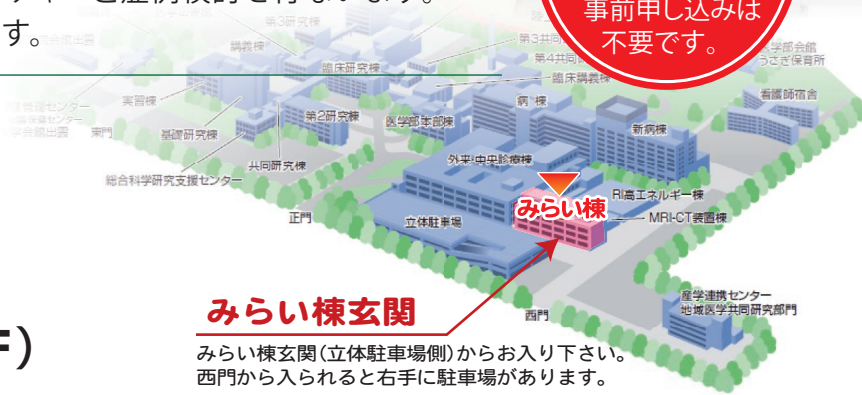 す。
事前申し込みは
不要です。
第3研究棟
講義棟
臨床研究棟
第4共同
臨床講義棟
うさぎ保育所
看護師宿舎
実習棟
東門
基礎研究棟
第2研究棟
医学部本部棟
病棟
新病棟
共同研究棟
総合科学研究支援センター
外来・中央診療棟
正門
立体駐車場
みらい棟
RI高エネルギー棟
MRI-CT装置棟
産学連携センター
地域医学共同研究部門
西門
みらい棟玄関
みらい棟玄関(立体駐車場側)からお入り下さい。
西門から入られると右手に駐車場があります。